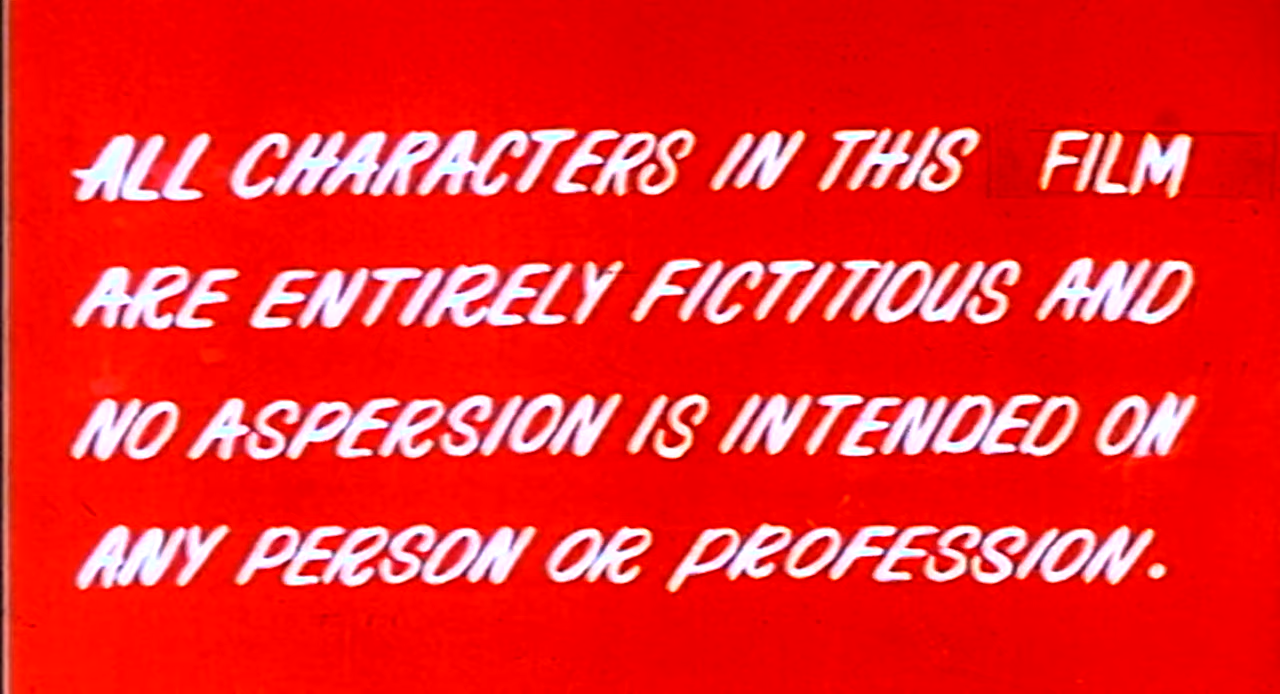 ALL CHARACTERS IN THIS FILM
ARE ENTIRELY FICTITIOUS AND
NO ASPERSION IS INTENDED ON
ANY PERSON OR PROFESSION.